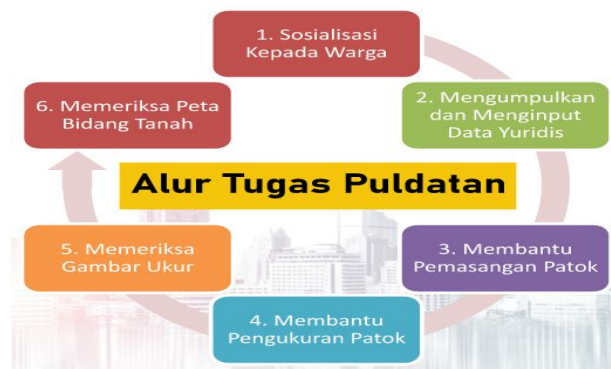 1. Sosialisasi
Kepada Warga
2. Mengumpulkan
dan Menginput
Data Yuridis
3. Membantu
Pemasangan Patok
4. Membantu
Pengukuran Patok
5. Memeriksa
Gambar Ukur
6. Memeriksa Peta
Bidang Tanah
Alur Tugas Puldatan